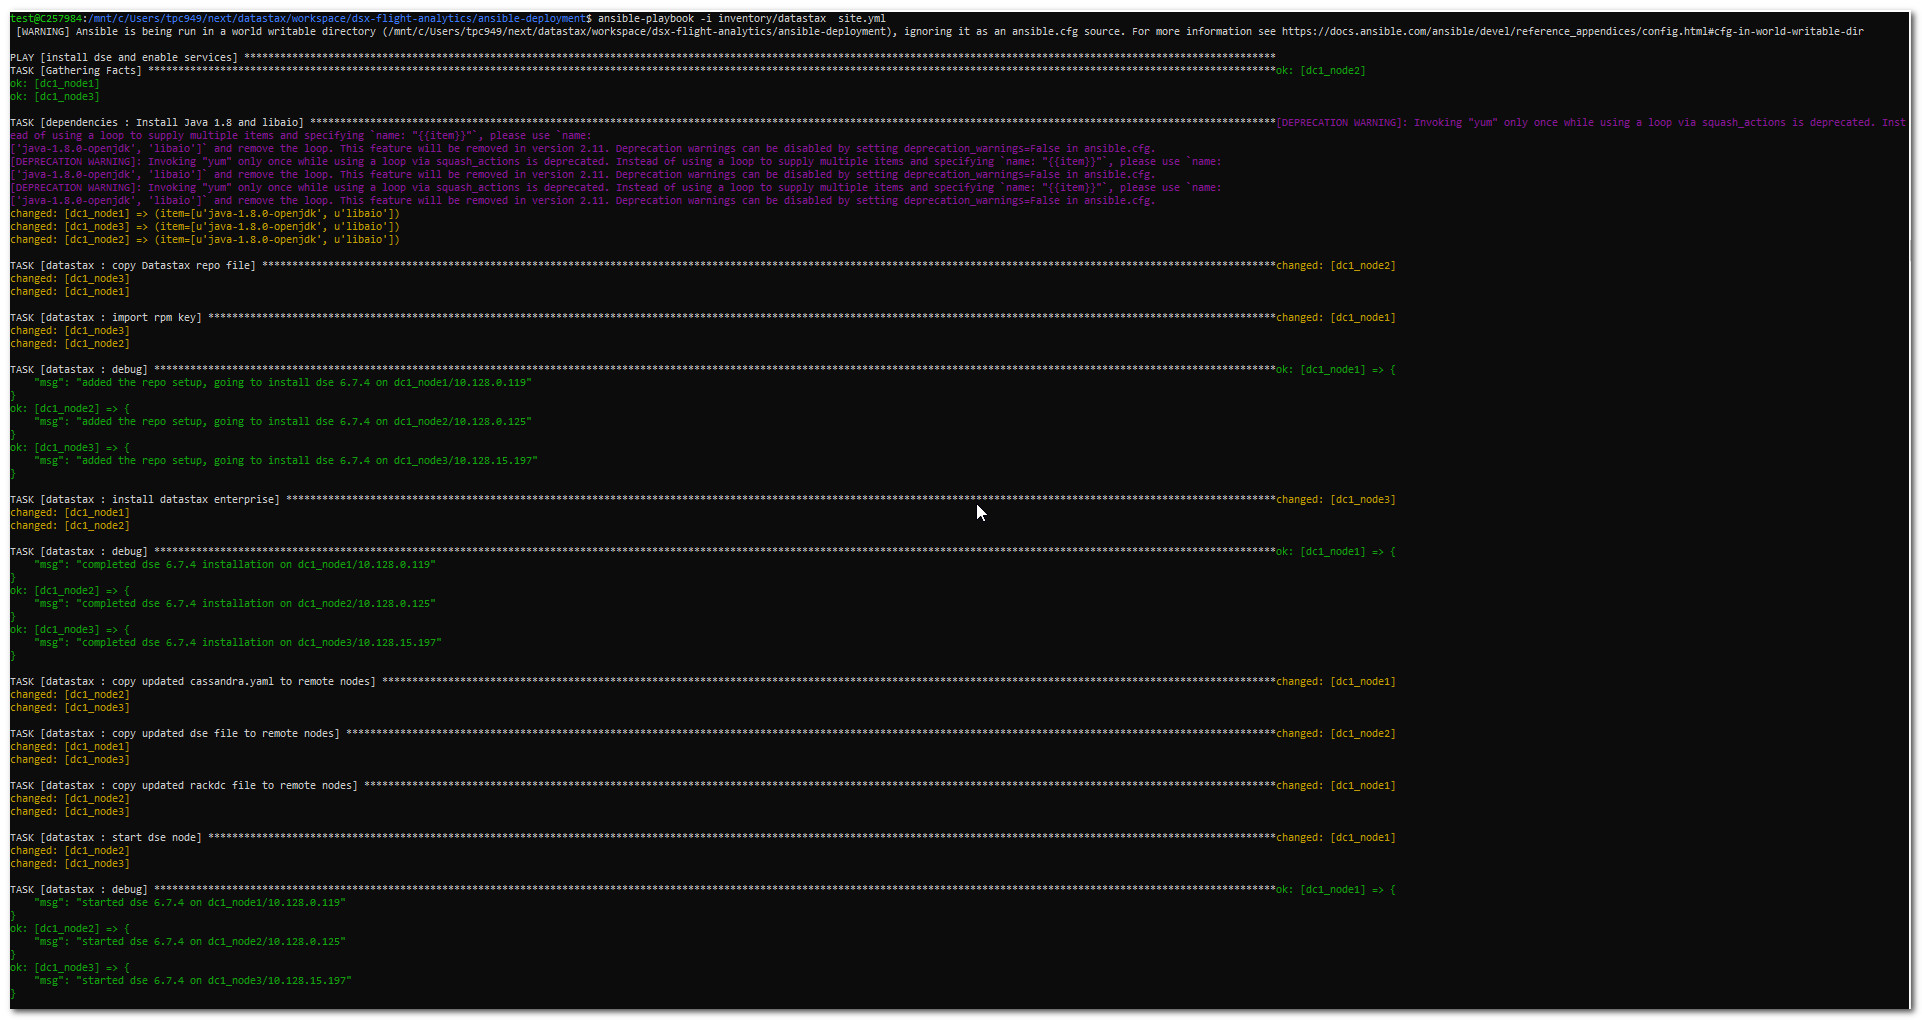 test@C257984:/mnt/c/Users/tpc949/next/datastax/workspace/dsx-flight-analytics/ansible-deployment$ ansible-playbook -i inventory/datastax  site.yml
 [WARNING] Ansible is being run in a world writable directory (/mnt/c/Users/tpc949/next/datastax/workspace/dsx-flight-analytics/ansible-deployment), ignoring it as an ansible.cfg source. For more information see https://docs.ansible.com/ansible/devel/reference_appendices/config.html#cfg-in-world-writable-dir
PLAY [install dse and enable services] ****************************************************************************************************************************************************************************
TASK [Gathering Facts] ********************************************************************************************************************************************************************************************ok: [dc1_node2]
ok: [dc1_node1]
ok: [dc1_node3]
TASK [dependencies : Install Java 1.8 and libaio] *****************************************************************************************************************************************************************[DEPRECATION WARNING]: Invoking "yum" only once while using a loop via squash_actions is deprecated. Inst
ead of using a loop to supply multiple items and specifying `name: "{{item}}"`, please use `name:
['java-1.8.0-openjdk', 'libaio']` and remove the loop. This feature will be removed in version 2.11. Deprecation warnings can be disabled by setting deprecation_warnings=False in ansible.cfg.
[DEPRECATION WARNING]: Invoking "yum" only once while using a loop via squash_actions is deprecated. Instead of using a loop to supply multiple items and specifying `name: "{{item}}"`, please use `name:
['java-1.8.0-openjdk', 'libaio']` and remove the loop. This feature will be removed in version 2.11. Deprecation warnings can be disabled by setting deprecation_warnings=False in ansible.cfg.
[DEPRECATION WARNING]: Invoking "yum" only once while using a loop via squash_actions is deprecated. Instead of using a loop to supply multiple items and specifying `name: "{{item}}"`, please use `name:
['java-1.8.0-openjdk', 'libaio']` and remove the loop. This feature will be removed in version 2.11. Deprecation warnings can be disabled by setting deprecation_warnings=False in ansible.cfg.
changed: [dc1_node1] => (item=[u'java-1.8.0-openjdk', u'libaio'])
changed: [dc1_node3] => (item=[u'java-1.8.0-openjdk', u'libaio'])
changed: [dc1_node2] => (item=[u'java-1.8.0-openjdk', u'libaio'])
TASK [datastax : copy Datastax repo file] *************************************************************************************************************************************************************************changed: [dc1_node2]
changed: [dc1_node3]
changed: [dc1_node1]
TASK [datastax : import rpm key] **********************************************************************************************************************************************************************************changed: [dc1_node1]
changed: [dc1_node3]
changed: [dc1_node2]
TASK [datastax : debug] *******************************************************************************************************************************************************************************************ok: [dc1_node1] => {
    "msg": "added the repo setup, going to install dse 6.7.4 on dc1_node1/10.128.0.119"
}
ok: [dc1_node2] => {
    "msg": "added the repo setup, going to install dse 6.7.4 on dc1_node2/10.128.0.125"
}
ok: [dc1_node3] => {
    "msg": "added the repo setup, going to install dse 6.7.4 on dc1_node3/10.128.15.197"
}
TASK [datastax : install datastax enterprise] *********************************************************************************************************************************************************************changed: [dc1_node3]
changed: [dc1_node1]
changed: [dc1_node2]
TASK [datastax : debug] *******************************************************************************************************************************************************************************************ok: [dc1_node1] => {
    "msg": "completed dse 6.7.4 installation on dc1_node1/10.128.0.119"
}
ok: [dc1_node2] => {
    "msg": "completed dse 6.7.4 installation on dc1_node2/10.128.0.125"
}
ok: [dc1_node3] => {
    "msg": "completed dse 6.7.4 installation on dc1_node3/10.128.15.197"
}
TASK [datastax : copy updated cassandra.yaml to remote nodes] *****************************************************************************************************************************************************changed: [dc1_node1]
changed: [dc1_node2]
changed: [dc1_node3]
TASK [datastax : copy updated dse file to remote nodes] ***********************************************************************************************************************************************************changed: [dc1_node2]
changed: [dc1_node1]
changed: [dc1_node3]
TASK [datastax : copy updated rackdc file to remote nodes] ********************************************************************************************************************************************************changed: [dc1_node1]
changed: [dc1_node2]
changed: [dc1_node3]
TASK [datastax : start dse node] **********************************************************************************************************************************************************************************changed: [dc1_node1]
changed: [dc1_node2]
changed: [dc1_node3]
TASK [datastax : debug] *******************************************************************************************************************************************************************************************ok: [dc1_node1] => {
    "msg": "started dse 6.7.4 on dc1_node1/10.128.0.119"
}
ok: [dc1_node2] => {
    "msg": "started dse 6.7.4 on dc1_node2/10.128.0.125"
}
ok: [dc1_node3] => {
    "msg": "started dse 6.7.4 on dc1_node3/10.128.15.197"
}